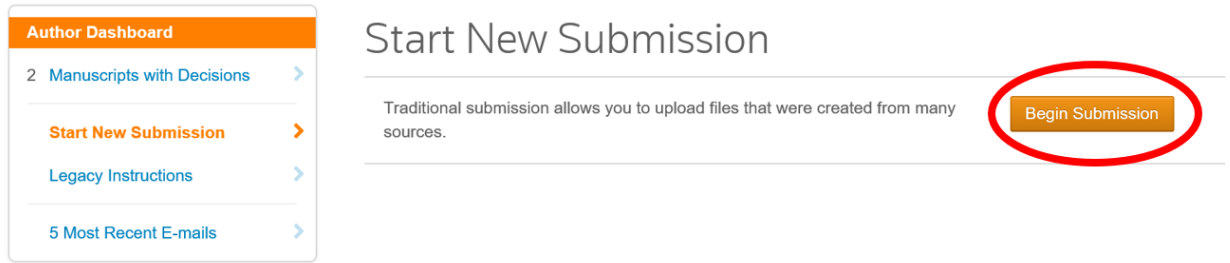 Author Dashboard
2 Manuscripts with Decisions
Start New Submission
Legacy Instructions
5 Most Recent E-mails
Start New Submission
Traditional submission allows you to upload files that were created from many
sources.
Begin Submission